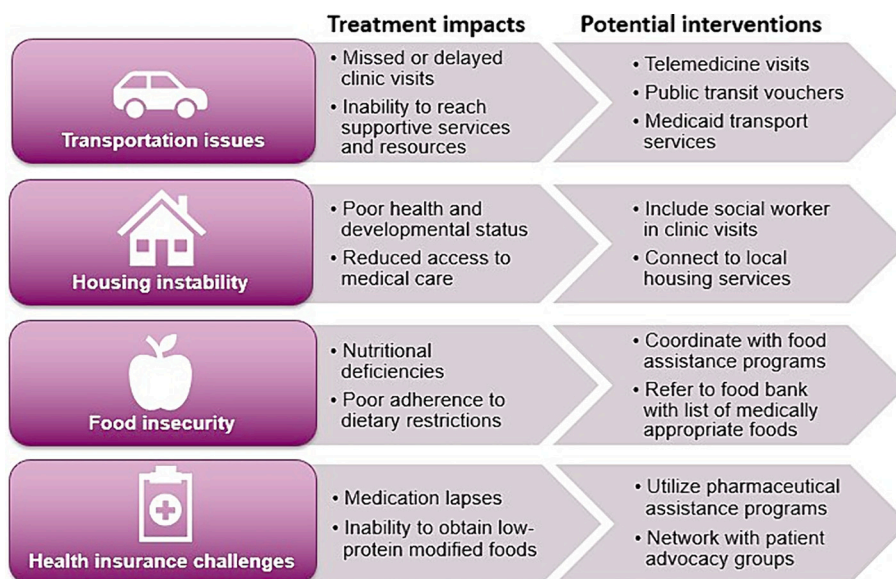 Treatment impacts
Potential interventions
Transportation issues
• Missed or delayed
clinic visits
• Inability to reach
supportive services
and resources
• Telemedicine visits
• Public transit vouchers
• Medicaid transport
services
Housing instability
• Poor health and
developmental status
• Reduced access to
medical care
• Include social worker
in clinic visits
• Connect to local
housing services
Food insecurity
• Nutritional
deficiencies
• Poor adherence to
dietary restrictions
• Coordinate with food
assistance programs
• Refer to food bank
with list of medically
appropriate foods
Health insurance challenges
• Medication lapses
• Inability to obtain low-
protein modified foods
• Utilize pharmaceutical
assistance programs
• Network with patient
advocacy groups